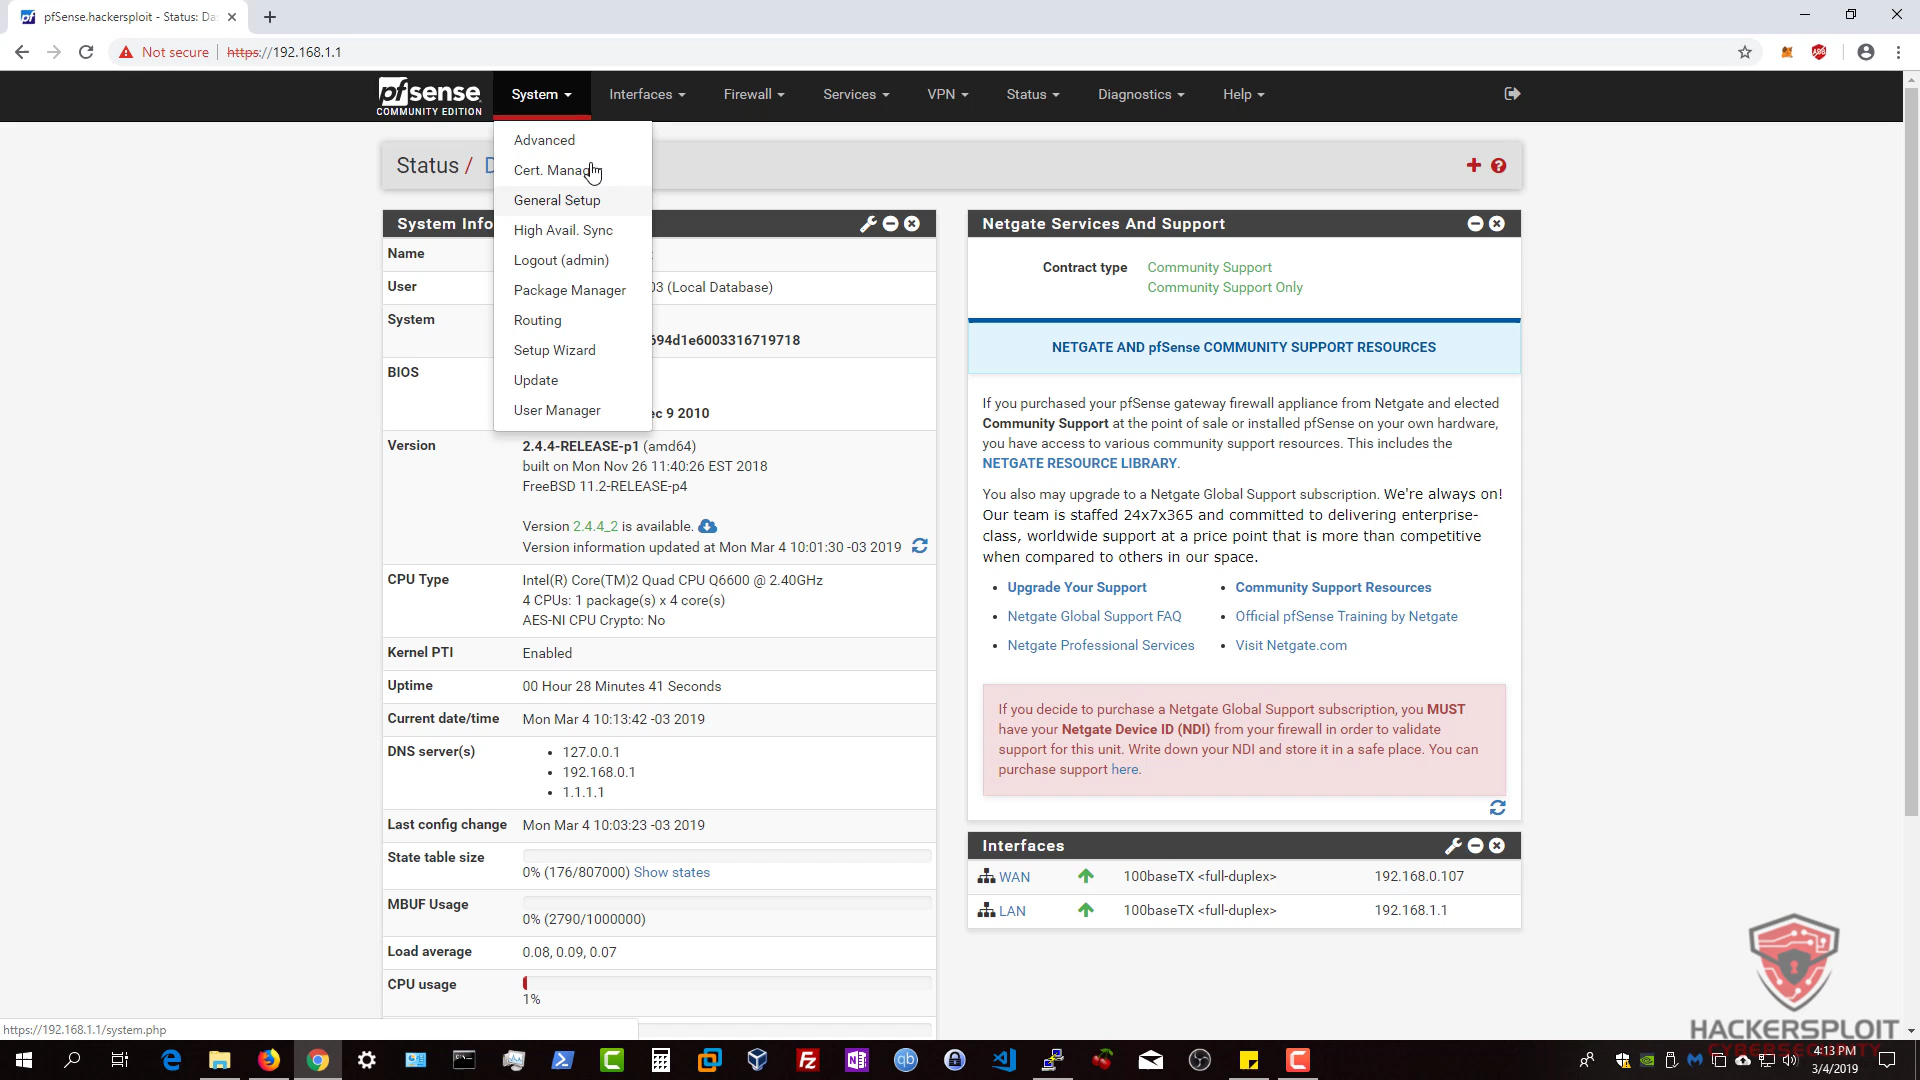 pfSense.hackersploit - Status: Da
Not secure
https://192.168.1.1
pfsense
COMMUNITY EDITION
System
Interfaces
Firewall
Services
VPN
Status
Diagnostics
Help
Advanced
Cert. Mana
General Setup
High Avail. Sync
Logout (admin)
Package Manager
Routing
Setup Wizard
Update
User Manager
Status / D
System Info
Name
User
03 (Local Database)
System
694d1e6003316719718
BIOS
ec 9 2010
Version
2.4.4-RELEASE-p1 (amd64)
built on Mon Nov 26 11:40:26 EST 2018
FreeBSD 11.2-RELEASE-p4
Version 2.4.4_2 is available.
Version information updated at Mon Mar 4 10:01:30 -03 2019
CPU Type
Intel(R) Core(TM)2 Quad CPU Q6600 @ 2.40GHz
4 CPUs: 1 package(s) x 4 core(s)
AES-NI CPU Crypto: No
Kernel PTI
Enabled
Uptime
00 Hour 28 Minutes 41 Seconds
Current date/time
Mon Mar 4 10:13:42 -03 2019
DNS server(s)
• 127.0.0.1
• 192.168.0.1
• 1.1.1.1
Last config change
Mon Mar 4 10:03:23 -03 2019
State table size
0% (176/807000) Show states
MBUF Usage
0% (2790/1000000)
Load average
0.08, 0.09, 0.07
CPU usage
1%
Netgate Services And Support
Contract type
Community Support
Community Support Only
NETGATE AND pfSense COMMUNITY SUPPORT RESOURCES
If you purchased your pfSense gateway firewall appliance from Netgate and elected
Community Support at the point of sale or installed pfSense on your own hardware,
you have access to various community support resources. This includes the
NETGATE RESOURCE LIBRARY.
You also may upgrade to a Netgate Global Support subscription. We're always on!
Our team is staffed 24x7x365 and committed to delivering enterprise-
class, worldwide support at a price point that is more than competitive
when compared to others in our space.
• Upgrade Your Support
• Community Support Resources
• Netgate Global Support FAQ
• Official pfSense Training by Netgate
• Netgate Professional Services
• Visit Netgate.com
If you decide to purchase a Netgate Global Support subscription, you MUST
have your Netgate Device ID (NDI) from your firewall in order to validate
support for this unit. Write down your NDI and store it in a safe place. You can
purchase support here.
Interfaces
WAN
100baseTX <full-duplex>
192.168.0.107
LAN
100baseTX <full-duplex>
192.168.1.1
https://192.168.1.1/system.php
HACKERSPLOIT
CYBERSECURITY
4:13 PM
3/4/2019